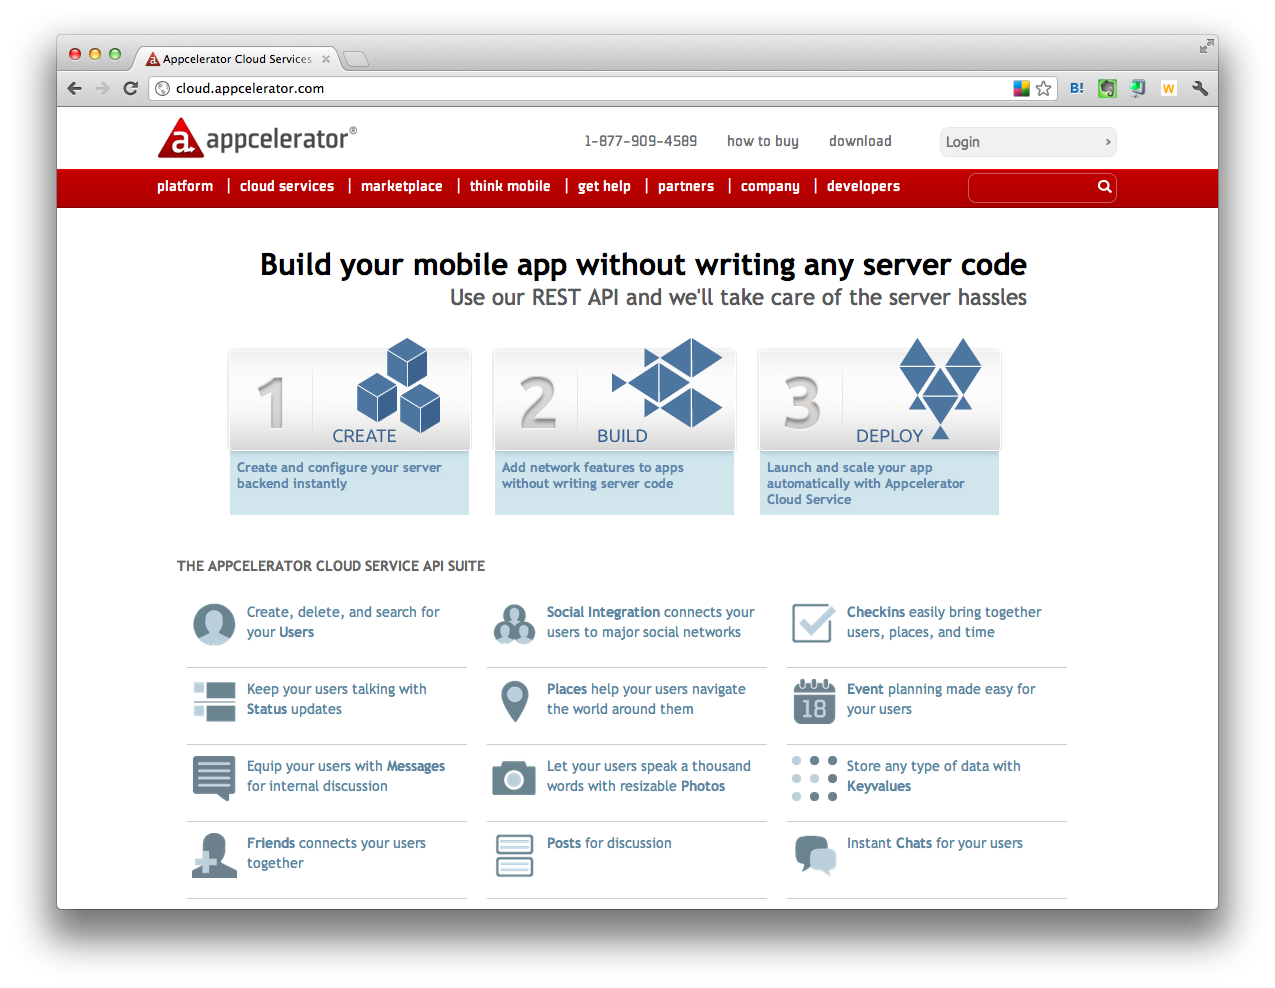 Appcelerator Cloud Services
cloud.appcelerator.com
B!
W
a appcelerator®
1-877-909-4589 how to buy download Login ›
platform | cloud services | marketplace | think mobile | get help | partners | company | developers
Build your mobile app without writing any server code
Use our REST API and we'll take care of the server hassles
1
CREATE
Create and configure your server
backend instantly
2
BUILD
Add network features to apps
without writing server code
3
DEPLOY
Launch and scale your app
automatically with Appcelerator
Cloud Service
THE APPCELERATOR CLOUD SERVICE API SUITE
Create, delete, and search for
your Users
Social Integration connects your
users to major social networks
Checkins easily bring together
users, places, and time
Keep your users talking with
Status updates
Places help your users navigate
the world around them
18
Event planning made easy for
your users
Equip your users with Messages
for internal discussion
Let your users speak a thousand
words with resizable Photos
Store any type of data with
Keyvalues
Friends connects your users
together
Posts for discussion
Instant Chats for your users